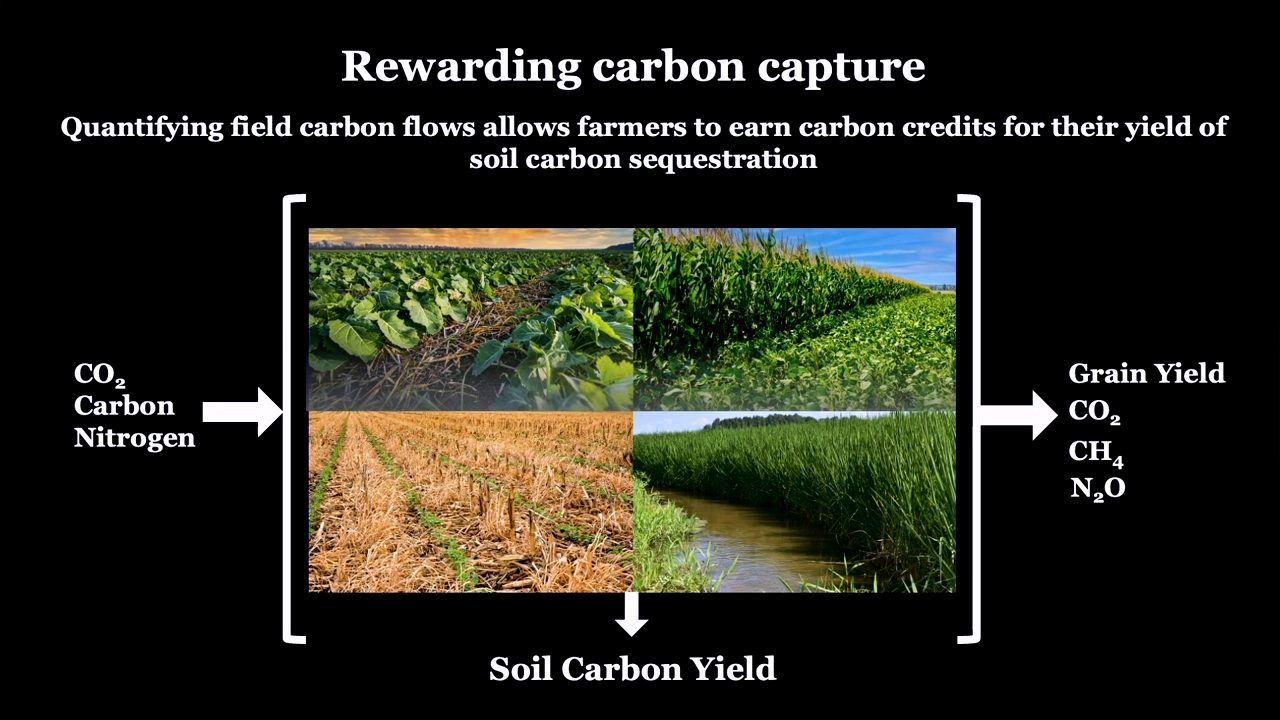 Rewarding carbon capture
Quantifying field carbon flows allows farmers to earn carbon credits for their yield of
soil carbon sequestration
CO₂
Carbon
Nitrogen
Grain Yield
CO₂
CH₄
N₂O
Soil Carbon Yield